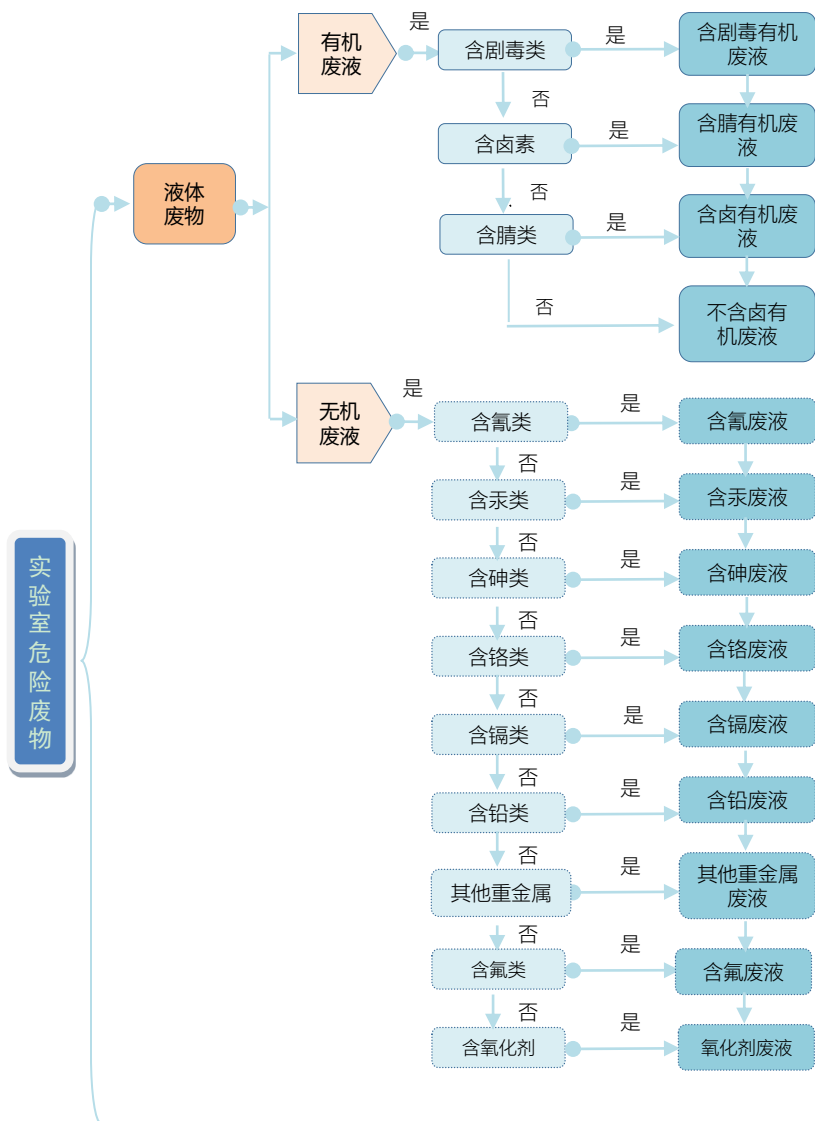 实验室危险废物
液体
废物
有机
废液
是
含剧毒类
是
含剧毒有机
废液
否
含卤素
是
含腈有机废
液
否
含腈类
是
含卤有机废
液
否
不含卤有
机废液
无机
废液
是
含氰类
是
含氰废液
否
含汞类
是
含汞废液
否
含砷类
是
含砷废液
否
含铬类
是
含铬废液
否
含镉类
是
含镉废液
否
含铅类
是
含铅废液
否
其他重金属
是
其他重金属
废液
否
含氟类
是
含氟废液
否
含氧化剂
是
氧化剂废液